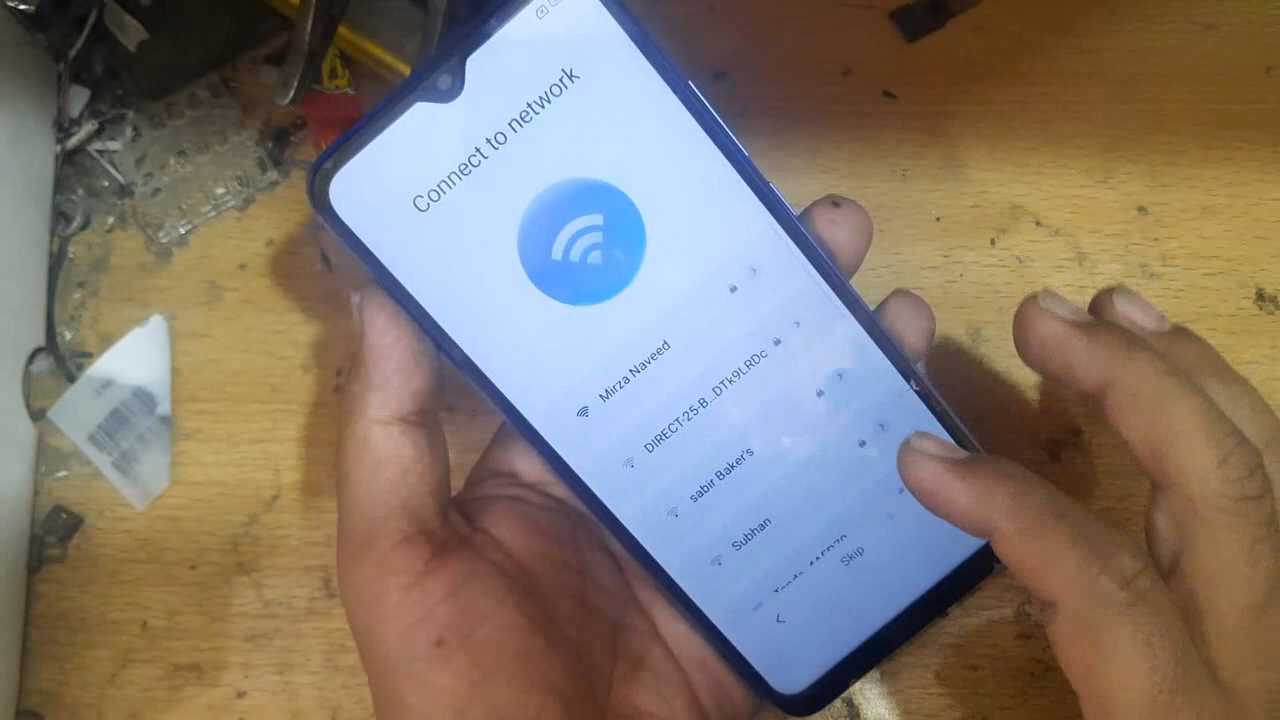 Connect to network
Mirza Naveed
DIRECT-25-B...DTk9LRDc
sabir Baker's
Subhan
Skip